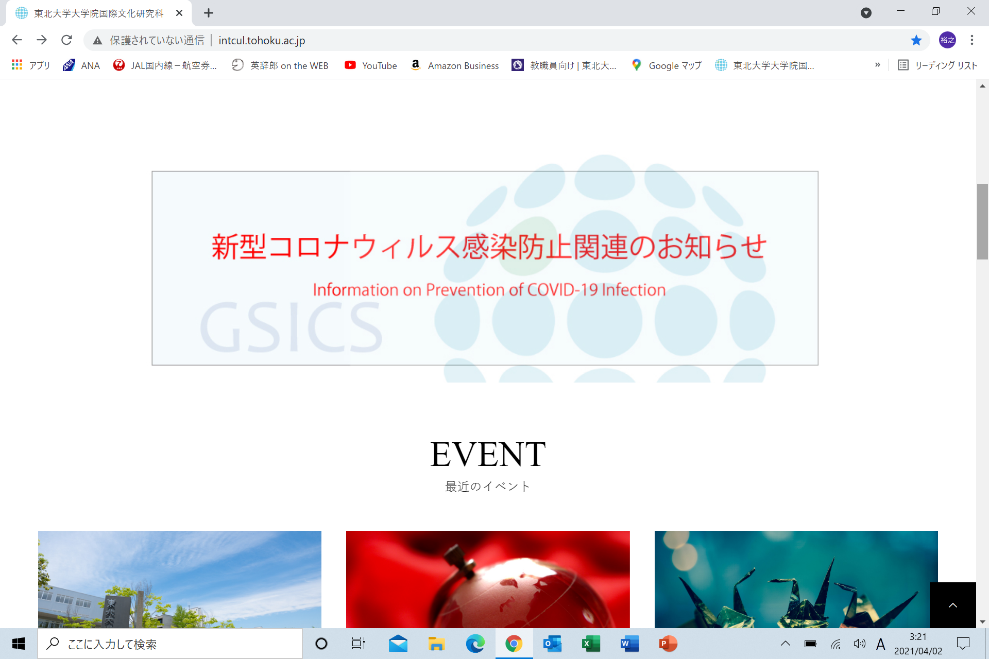 東北大学大学院国際文化研究科
保護されていない通信 | intcul.tohoku.ac.jp
裕之
アプリ
ANA
JAL国内線－航空券...
英辞郎 on the WEB
YouTube
Amazon Business
教職員向け | 東北大...
Google マップ
東北大学大学院国...
»
リーディング リスト
新型コロナウィルス感染防止関連のお知らせ
Information on Prevention of COVID-19 Infection
GSICS
EVENT
最近のイベント
ここに入力して検索
A
3:21
2021/04/02